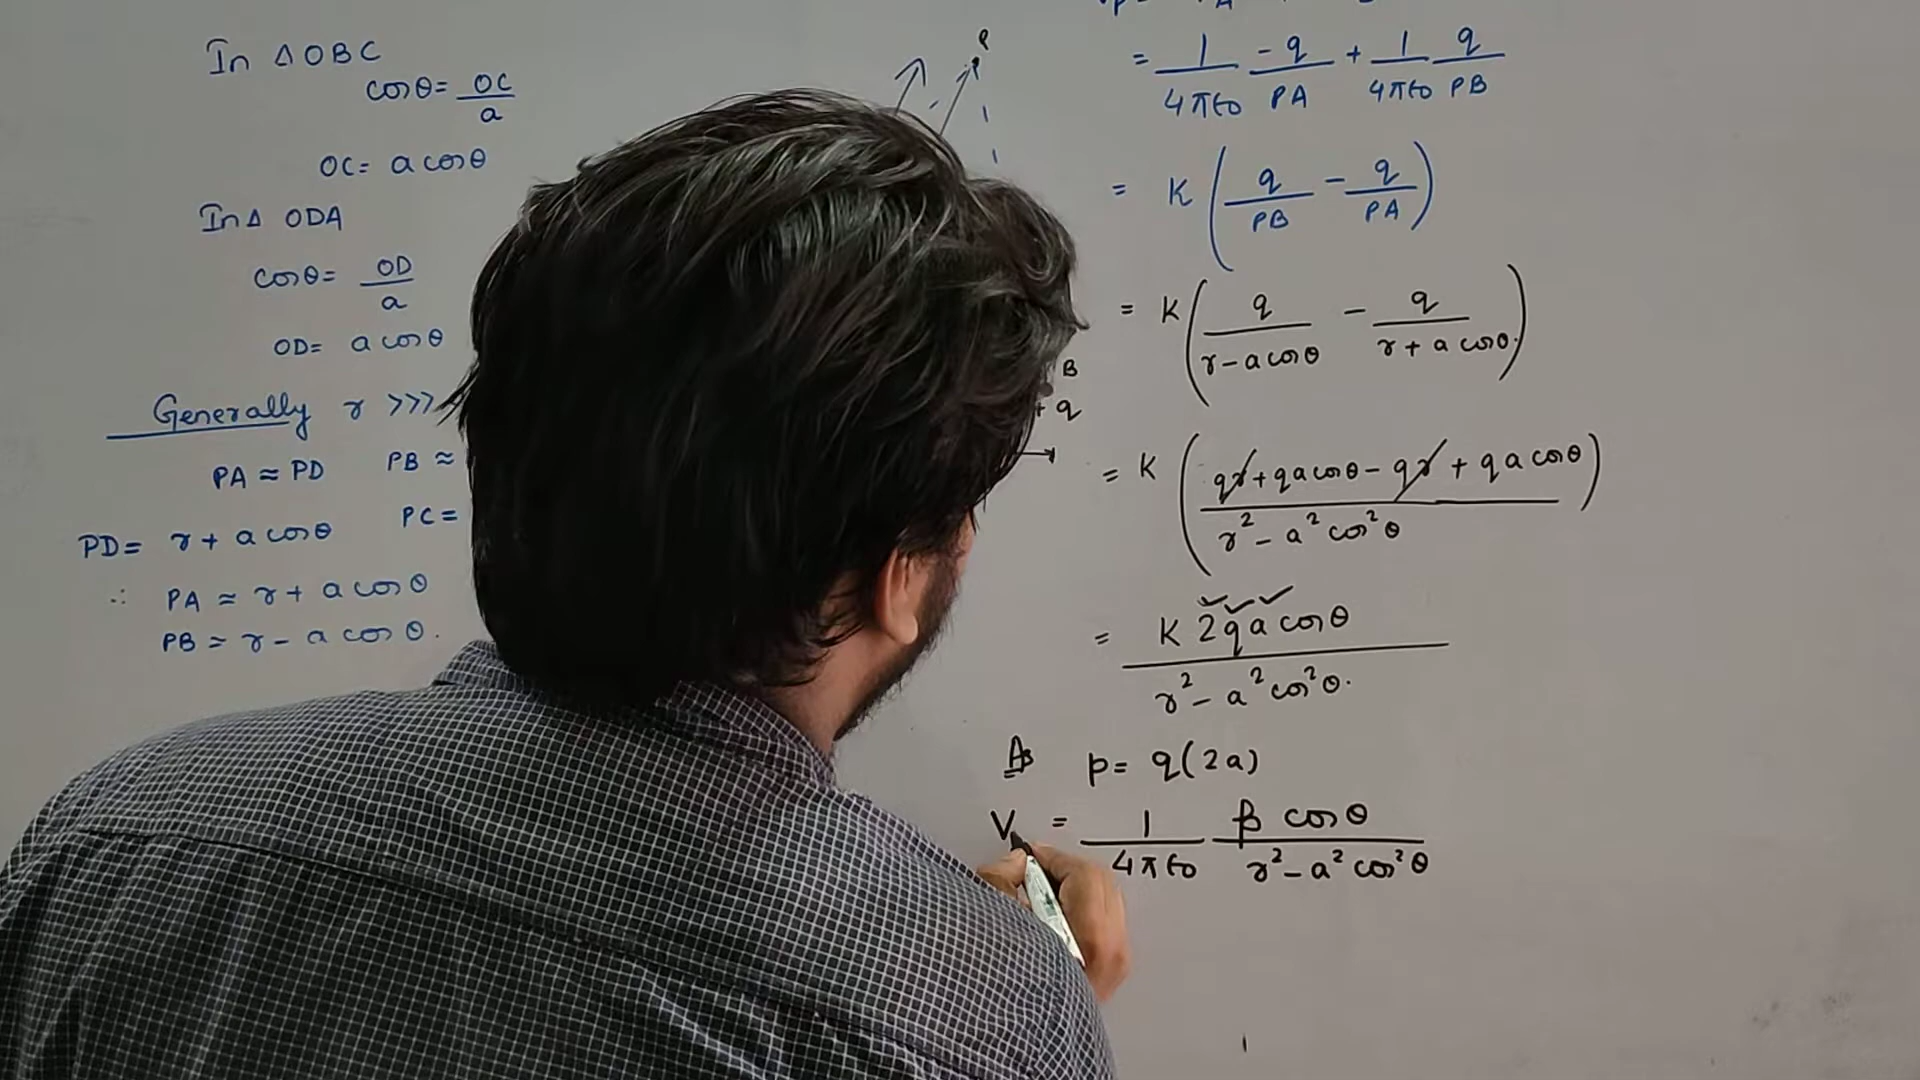 In △OBC
cosθ = OC/a
OC = a cosθ
In △ ODA
cosθ = OD/a
OD = a cosθ
Generally r >>>
PA ≈ PD PB ≈
PD = r + a cosθ PC =
∴ PA ≈ r + a cosθ
PB ≈ r - a cosθ.
P
B
+q
= 1/4πε₀ -q/PA + 1/4πε₀ q/PB
= K (q/PB - q/PA)
= K (q/r - a cosθ - q/r + a cosθ.)
= K (qr + qa cosθ - qr + qa cosθ / r² - a² cos²θ)
= K 2qa cosθ / r² - a² cos²θ.
As p = q(2a)
V = 1/4πε₀ p cosθ / r² - a² cos²θ